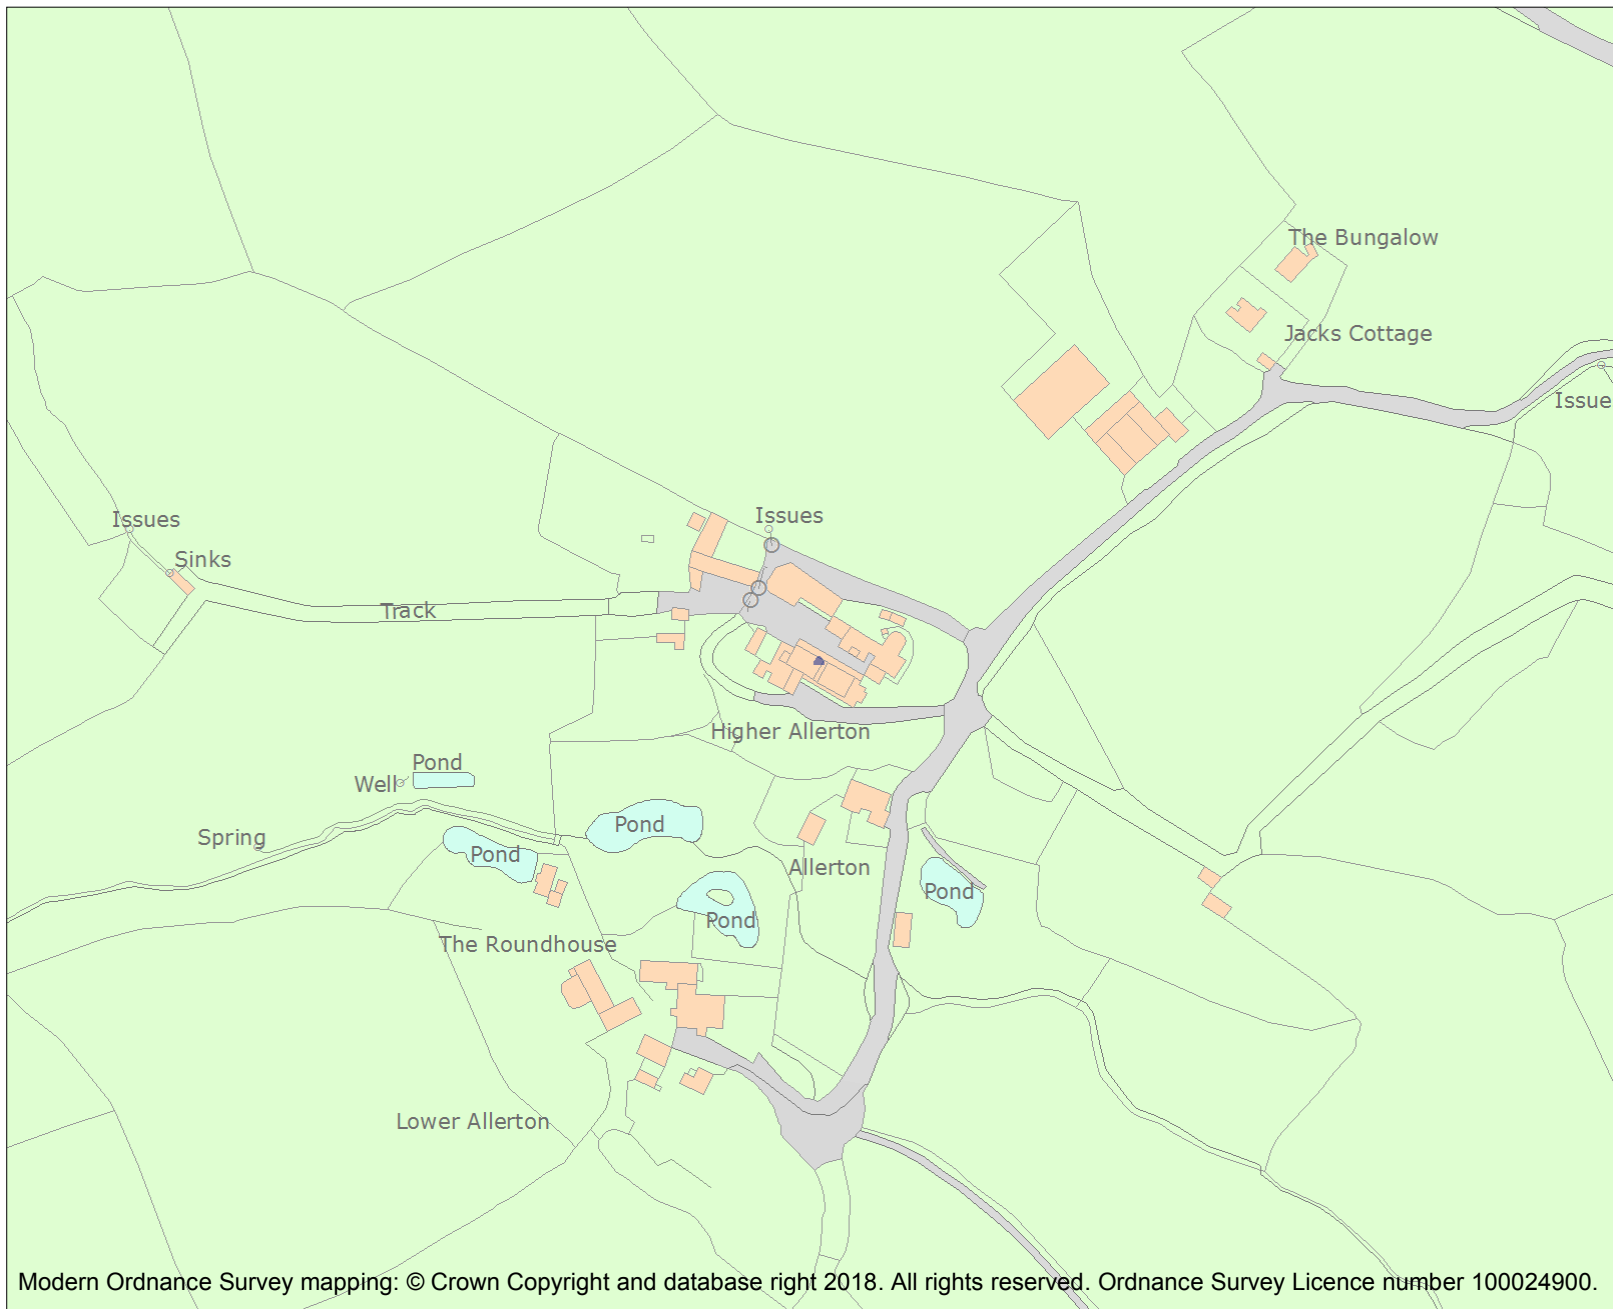 The Bungalow
Jacks Cottage
Issue
Issues
Issues
Sinks
Track
Higher Allerton
Pond
Well
Pond
Spring
Pond
Allerton
Pond
Pond
The Roundhouse
Lower Allerton
Modern Ordnance Survey mapping: © Crown Copyright and database right 2018. All rights reserved. Ordnance Survey Licence number 100024900.